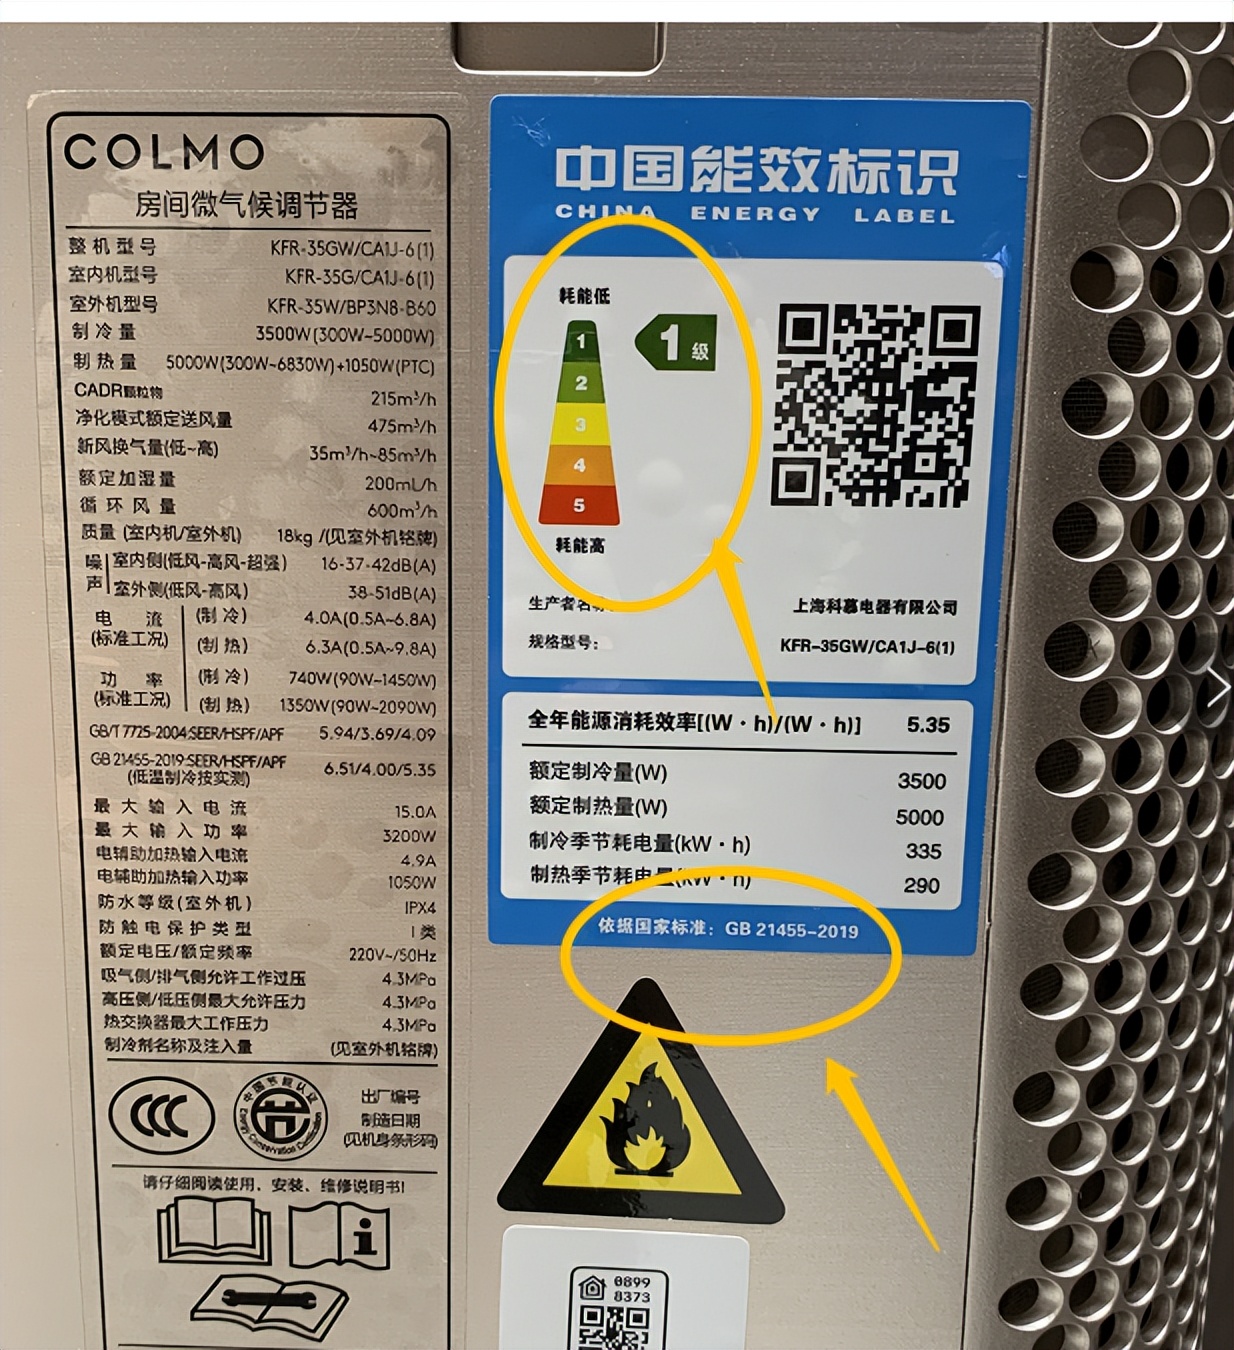 COLMO
房间微气候调节器
整机型号 KFR-35GW/CA1J-6(1)
室内机型号 KFR-35G/CA1J-6(1)
室外机型号 KFR-35W/BP3N8-B60
制冷量 3500W(300W~5000W)
制热量 5000W(300W~6830W)+1050W(PTC)
CADR颗粒物 215m³/h
净化模式额定送风量 475m³/h
新风换气量(低~高) 35m³/h~85m³/h
额定加湿量 200mL/h
循环风量 600m³/h
质量 (室内机/室外机) 18kg /(见室外机铭牌)
噪声 室内侧(低风-高风-超强) 16-37-42dB(A)
室外侧(低风-高风) 38-51dB(A)
电流 (标准工况) (制冷) 4.0A(0.5A~6.8A)
(制热) 6.3A(0.5A~9.8A)
功率 (标准工况) (制冷) 740W(90W~1450W)
(制热) 1350W(90W~2090W)
GB/T 7725-2004:SEER/HSPF/APF 5.94/3.69/4.09
GB 21455-2019:SEER/HSPF/APF 6.51/4.00/5.35
(低温制冷按实测)
最大输入电流 15.0A
最大输入功率 3200W
电辅助加热输入电流 4.9A
电辅助加热输入功率 1050W
防水等级(室外机) IPX4
防触电保护类型 I类
额定电压/额定频率 220V~/50Hz
吸气侧/排气侧允许工作过压 4.3MPa
高压侧/低压侧最大允许压力 4.3MPa
热交换器最大工作压力 4.3MPa
制冷剂名称及注入量 (见室外机铭牌)
CCC
中国节能认证
Energy Conservation Certification
出厂编号
制造日期
(见机身条形码)
请仔细阅读使用、安装、维修说明书!
中国能效标识
CHINA ENERGY LABEL
耗能低
1
2
3
4
5
耗能高
1级
生产者名称: 上海科慕电器有限公司
规格型号: KFR-35GW/CA1J-6(1)
全年能源消耗效率[(W·h)/(W·h)] 5.35
额定制冷量(W) 3500
额定制热量(W) 5000
制冷季节耗电量(kW·h) 335
制热季节耗电量(kW·h) 290
依据国家标准: GB 21455-2019
0899
8373